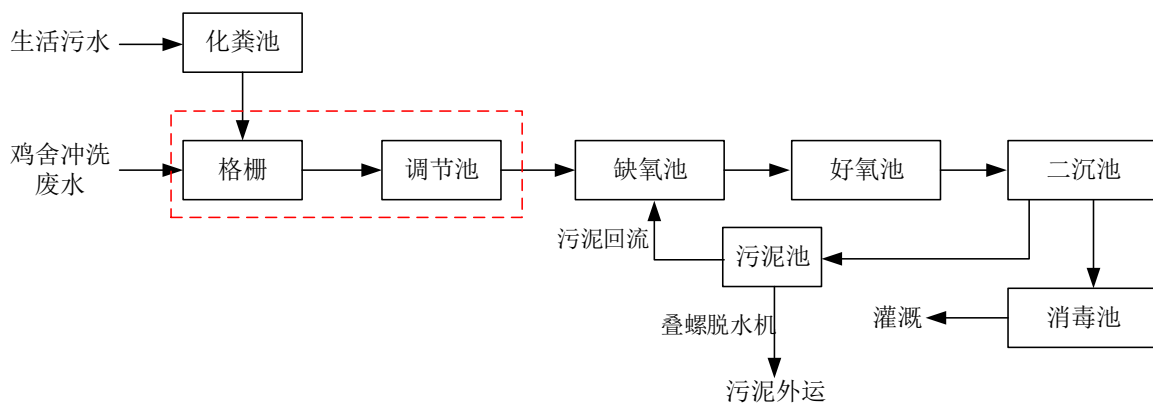 生活污水
化粪池
鸡舍冲洗
废水
格栅
调节池
缺氧池
好氧池
二沉池
污泥回流
污泥池
叠螺脱水机
灌溉
消毒池
污泥外运